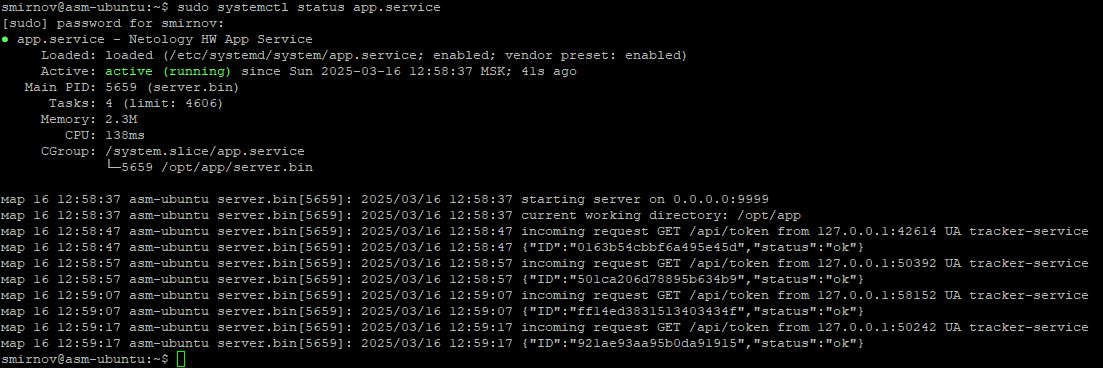 smirnov@asm-ubuntu:~$ sudo systemctl status app.service
[sudo] password for smirnov:
● app.service - Netology HW App Service
     Loaded: loaded (/etc/systemd/system/app.service; enabled; vendor preset: enabled)
     Active: active (running) since Sun 2025-03-16 12:58:37 MSK; 41s ago
   Main PID: 5659 (server.bin)
      Tasks: 4 (limit: 4606)
     Memory: 2.3M
        CPU: 138ms
     CGroup: /system.slice/app.service
             └─5659 /opt/app/server.bin

мар 16 12:58:37 asm-ubuntu server.bin[5659]: 2025/03/16 12:58:37 starting server on 0.0.0.0:9999
мар 16 12:58:37 asm-ubuntu server.bin[5659]: 2025/03/16 12:58:37 current working directory: /opt/app
мар 16 12:58:47 asm-ubuntu server.bin[5659]: 2025/03/16 12:58:47 incoming request GET /api/token from 127.0.0.1:42614 UA tracker-service
мар 16 12:58:47 asm-ubuntu server.bin[5659]: 2025/03/16 12:58:47 {"ID":"0163b54cbbf6a495e45d","status":"ok"}
мар 16 12:58:57 asm-ubuntu server.bin[5659]: 2025/03/16 12:58:57 incoming request GET /api/token from 127.0.0.1:50392 UA tracker-service
мар 16 12:58:57 asm-ubuntu server.bin[5659]: 2025/03/16 12:58:57 {"ID":"501ca206d78895b634b9","status":"ok"}
мар 16 12:59:07 asm-ubuntu server.bin[5659]: 2025/03/16 12:59:07 incoming request GET /api/token from 127.0.0.1:58152 UA tracker-service
мар 16 12:59:07 asm-ubuntu server.bin[5659]: 2025/03/16 12:59:07 {"ID":"ff14ed3831513403434f","status":"ok"}
мар 16 12:59:17 asm-ubuntu server.bin[5659]: 2025/03/16 12:59:17 incoming request GET /api/token from 127.0.0.1:50242 UA tracker-service
мар 16 12:59:17 asm-ubuntu server.bin[5659]: 2025/03/16 12:59:17 {"ID":"921ae93aa95b0da91915","status":"ok"}
smirnov@asm-ubuntu:~$